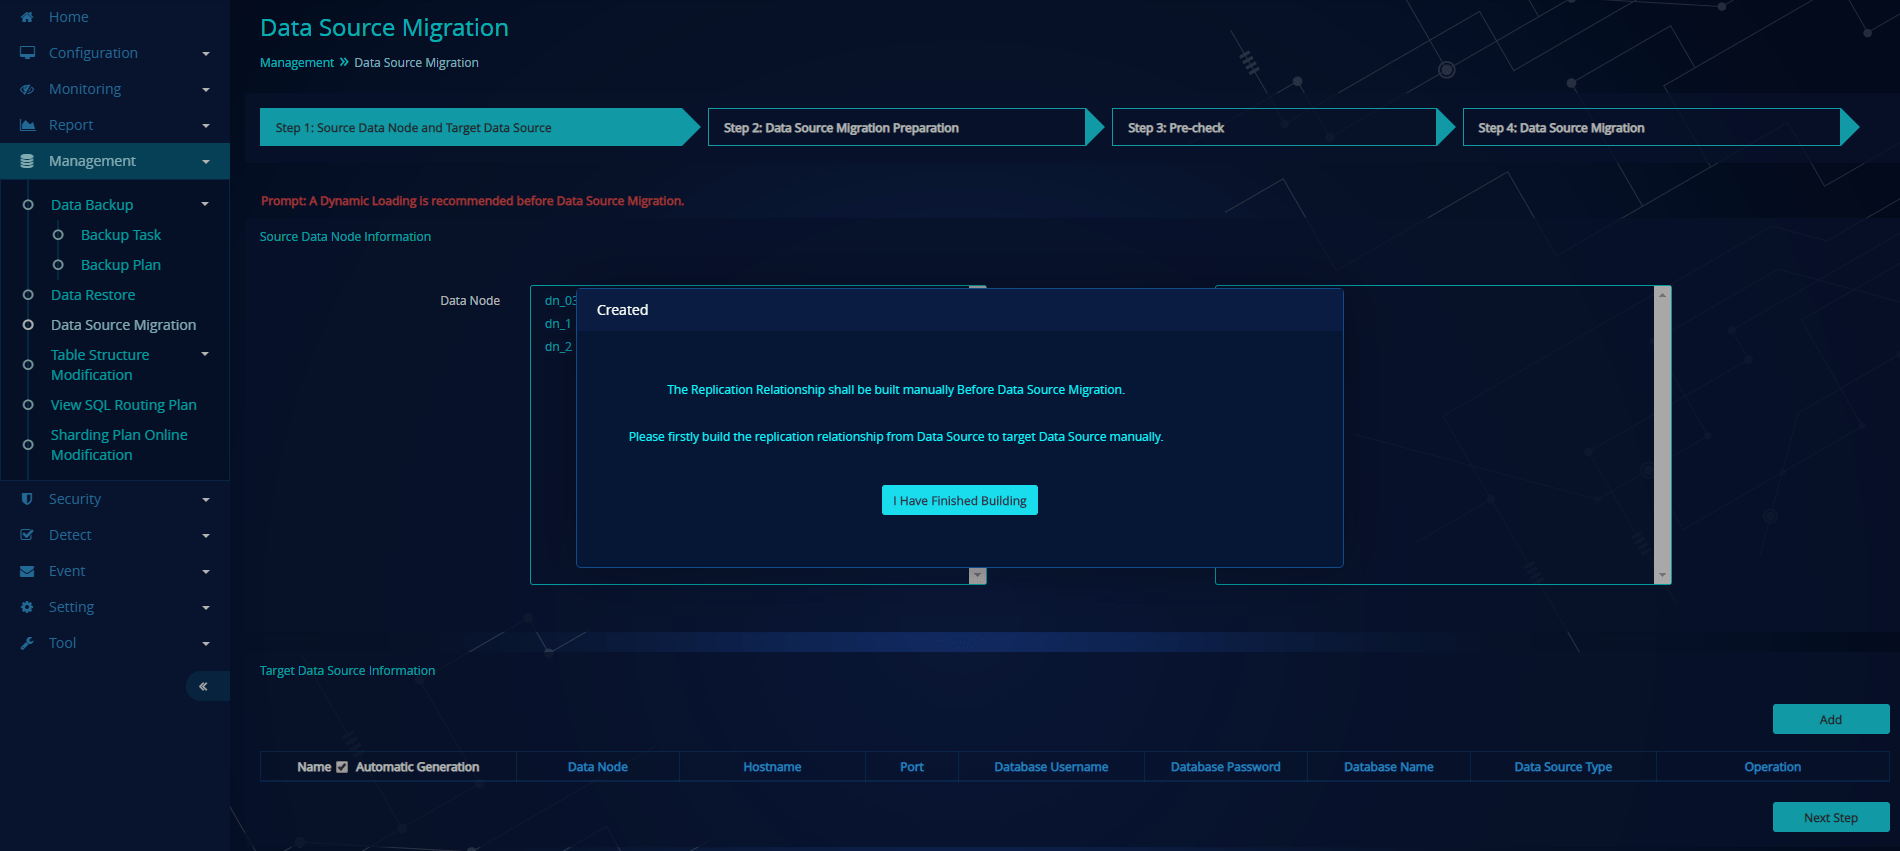 Home
Configuration
Monitoring
Report
Management
Data Backup
Backup Task
Backup Plan
Data Restore
Data Source Migration
Table Structure
Modification
View SQL Routing Plan
Sharding Plan Online
Modification
Security
Detect
Event
Setting
Tool
Data Source Migration
Management » Data Source Migration
Step 1: Source Data Node and Target Data Source
Step 2: Data Source Migration Preparation
Step 3: Pre-check
Step 4: Data Source Migration
Prompt: A Dynamic Loading is recommended before Data Source Migration.
Source Data Node Information
Data Node
dn_03
dn_1
dn_2
Created
The Replication Relationship shall be built manually Before Data Source Migration.
Please firstly build the replication relationship from Data Source to target Data Source manually.
I Have Finished Building
Target Data Source Information
Add
Name Automatic Generation Data Node Hostname Port Database Username Database Password Database Name Data Source Type Operation
Next Step